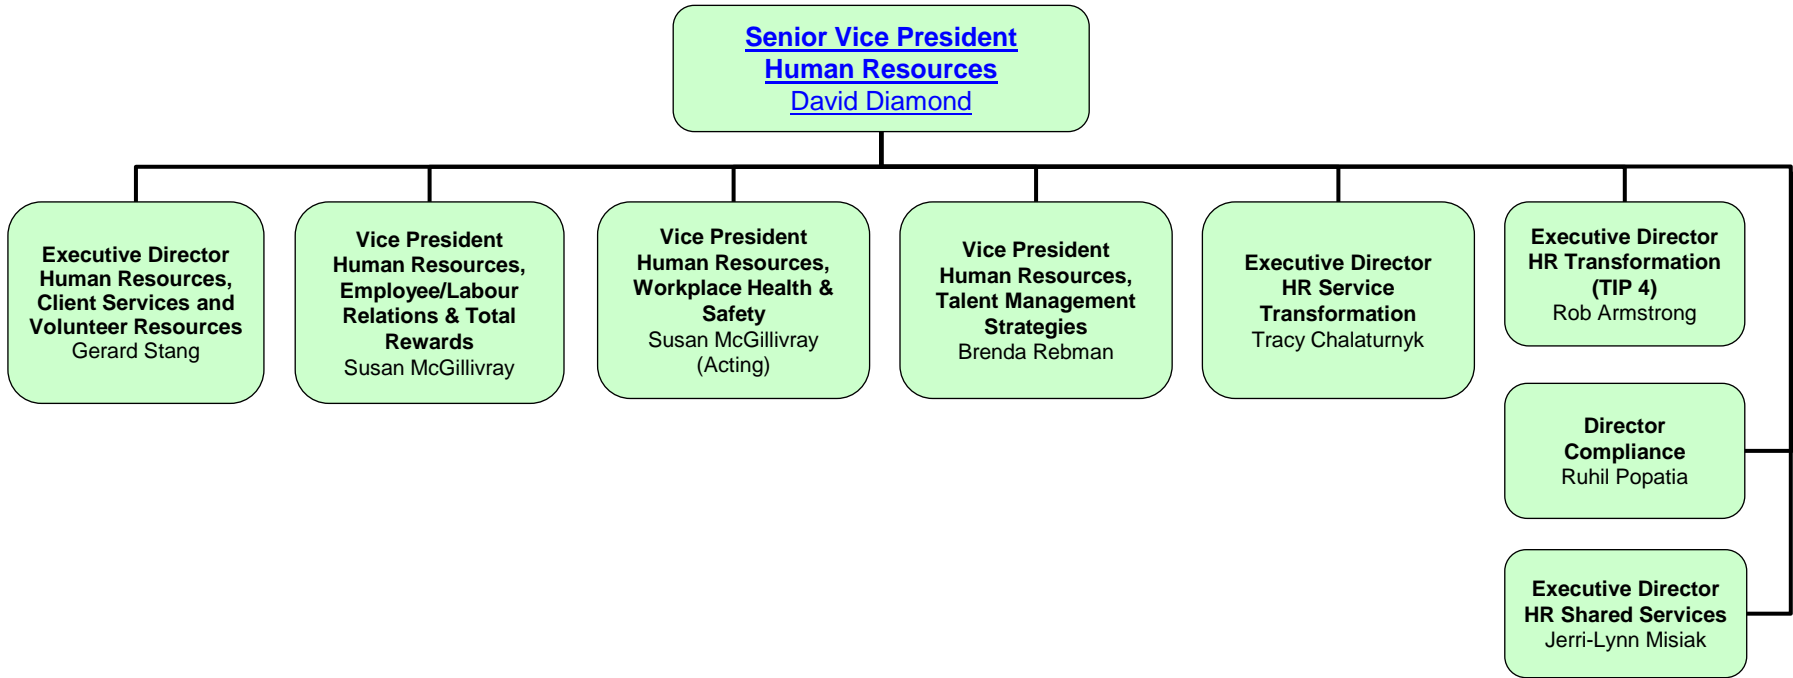 Senior Vice President
Human Resources
David Diamond
Executive Director
Human Resources,
Client Services and
Volunteer Resources
Gerard Stang
Vice President
Human Resources,
Employee/Labour
Relations & Total
Rewards
Susan McGillivray
Vice President
Human Resources,
Workplace Health &
Safety
Susan McGillivray
(Acting)
Vice President
Human Resources,
Talent Management
Strategies
Brenda Rebman
Executive Director
HR Service
Transformation
Tracy Chalaturnyk
Executive Director
HR Transformation
(TIP 4)
Rob Armstrong
Director
Compliance
Ruhil Popatia
Executive Director
HR Shared Services
Jerri-Lynn Misiak